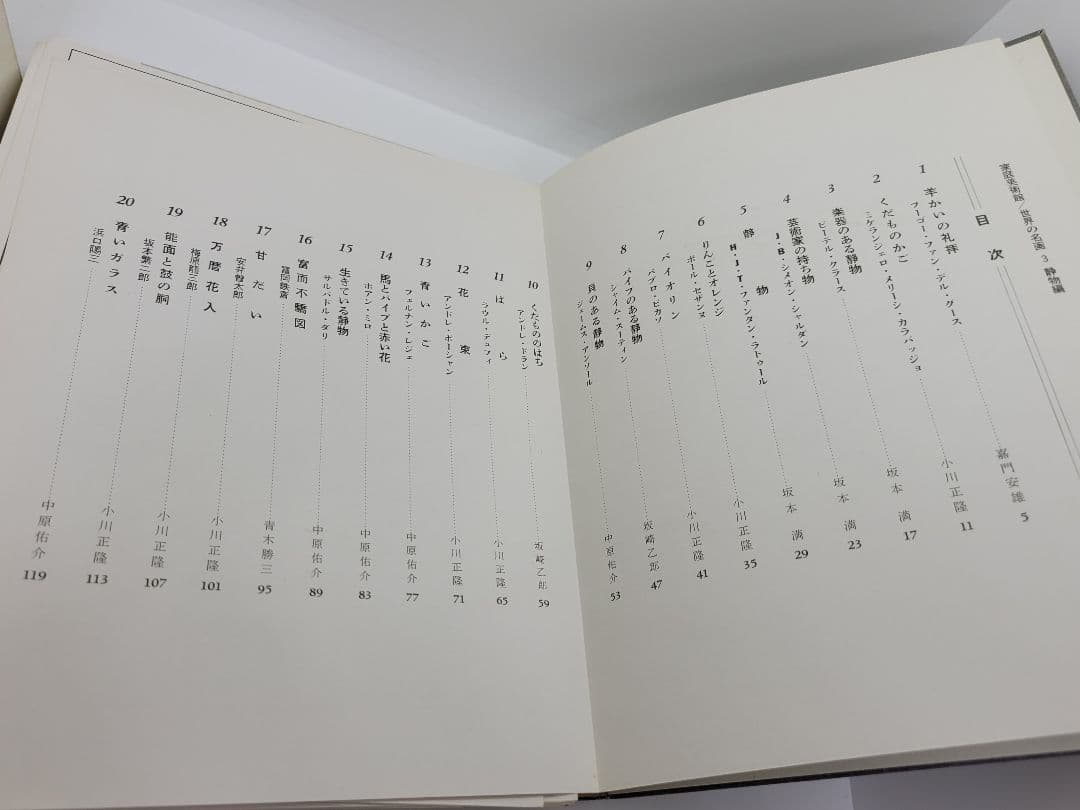 家庭美術館/世界の名画 3 静物編
目次
1 羊かいの礼拝
フーゴー・ファン・デル・グース……嘉門安雄 5
2 くだものかご
ミケランジェロ・メリーシ・カラバッジョ……小川正隆 11
3 楽器のある静物
ピーテル・クラース……坂本 満 17
4 芸術家の持ち物
J・B・シメオン・シャルダン……坂本 満 23
5 静物
H・J・T・ファンタン・ラトゥール……坂本 満 29
6 りんごとオレンジ
ポール・セザンヌ……小川正隆 35
7 バイオリン
パブロ・ピカソ……小川正隆 41
8 パイプのある静物
シャイム・スーティン……坂崎乙郎 47
9 貝のある静物
ジェームス・アンソール……中原佑介 53
10 くだもののはち
アンドレ・ドラン……坂崎乙郎 59
11 ばら
ラウル・デュフィ……小川正隆 65
12 花束
アンドレ・ボーシャン……小川正隆 71
13 青いかご
フェルナン・レジェ……中原佑介 77
14 馬とパイプと赤い花
ホアン・ミロ……中原佑介 83
15 生きている静物
サルバドル・ダリ……中原佑介 89
16 富而不驕図
富岡鉄斎……青木勝三 95
17 甘だい
安井曾太郎……小川正隆 101
18 万暦花入
梅原龍三郎……小川正隆 107
19 能面と鼓の胴
坂本繁二郎……小川正隆 113
20 青いガラス
浜口陽三……中原佑介 119